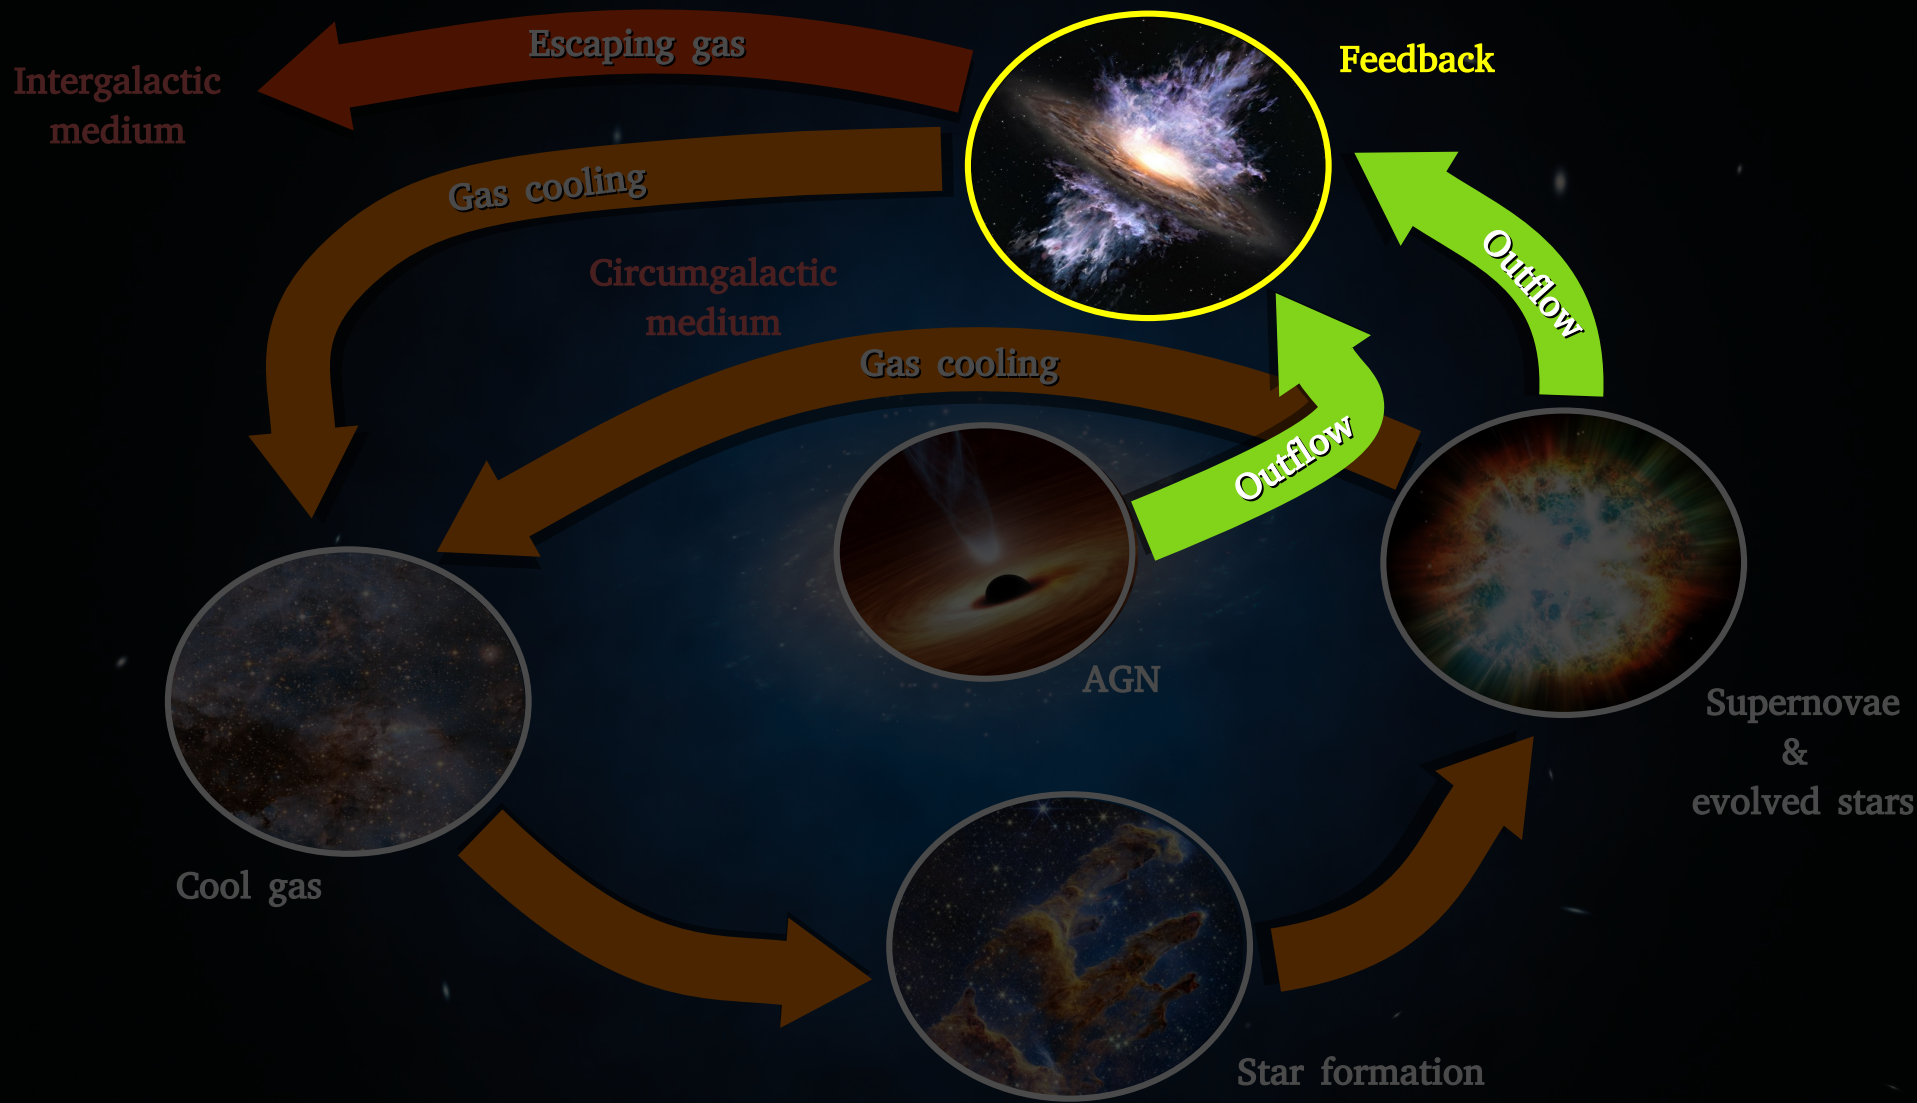 Escaping gas
Feedback
Intergalactic
medium
Gas cooling
Outflow
Circumgalactic
medium
Gas cooling
Outflow
AGN
Supernovae
&
evolved stars
Cool gas
Star formation